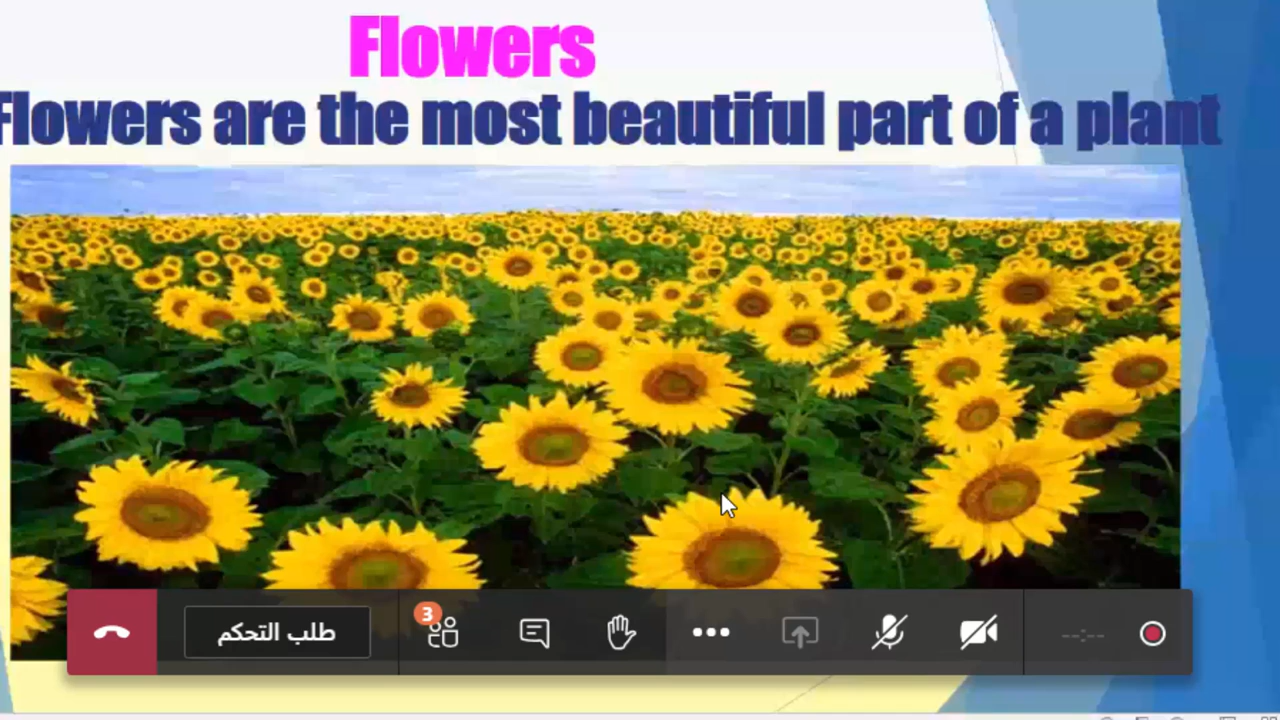 Flowers
Flowers are the most beautiful part of a plant
3
طلب التحكم
--:--